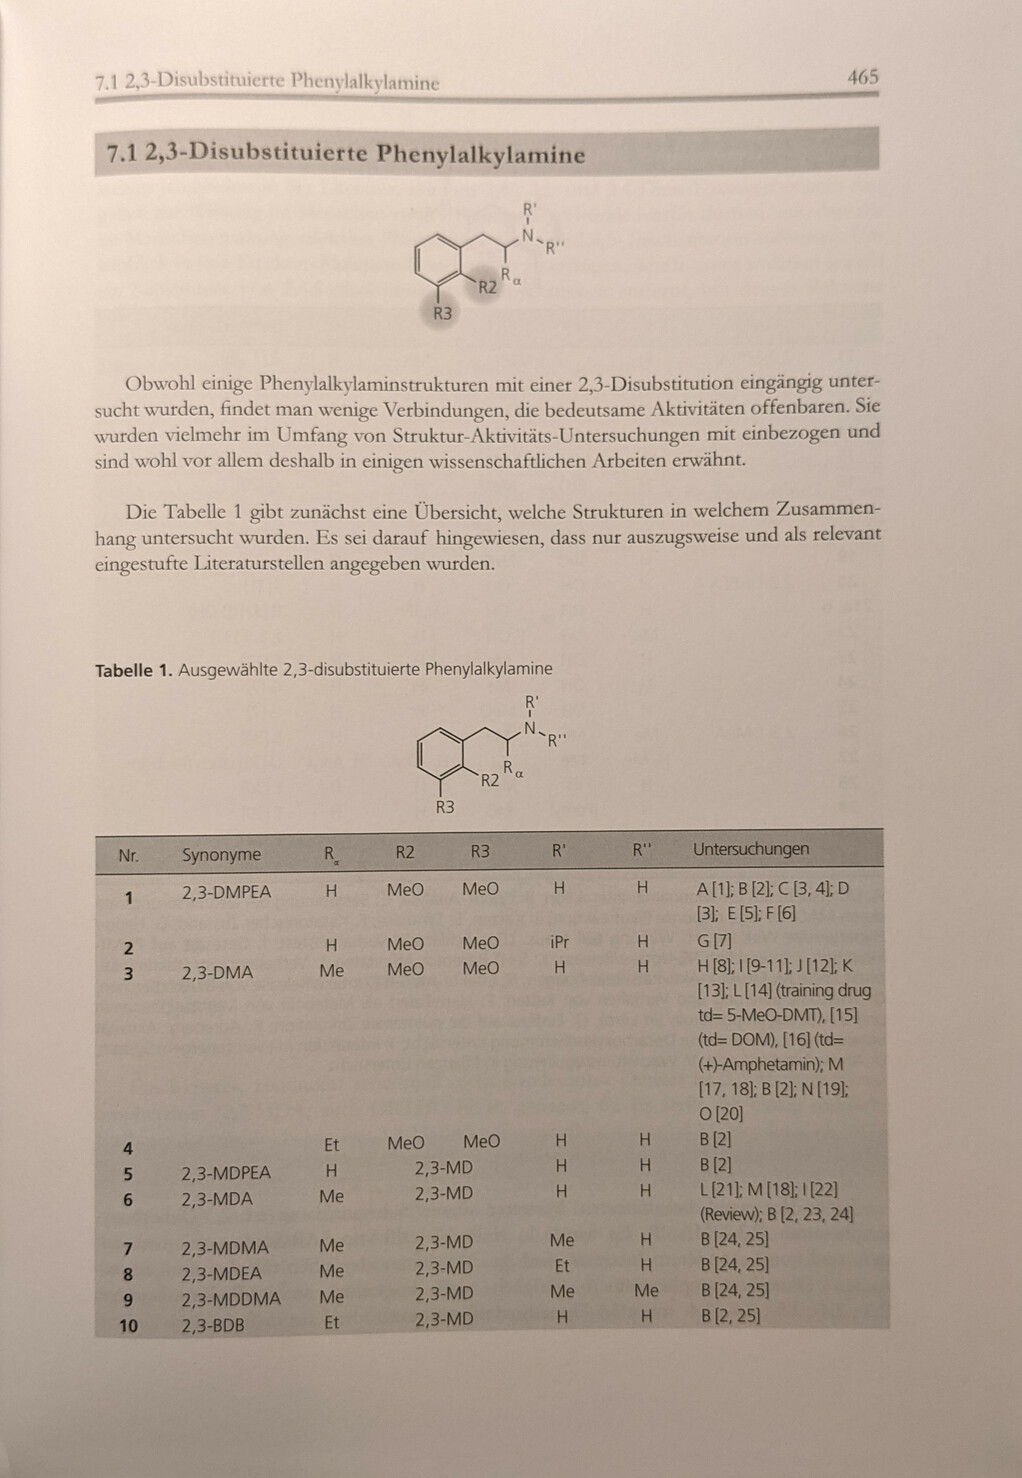 7.1 2,3-Disubstituierte Phenylalkylamine 465
7.1 2,3-Disubstituierte Phenylalkylamine
R'
N R''
R2 Rα
R3
Obwohl einige Phenylalkylaminstrukturen mit einer 2,3-Disubstitution eingängig unter-
sucht wurden, findet man wenige Verbindungen, die bedeutsame Aktivitäten offenbaren. Sie
wurden vielmehr im Umfang von Struktur-Aktivitäts-Untersuchungen mit einbezogen und
sind wohl vor allem deshalb in einigen wissenschaftlichen Arbeiten erwähnt.
Die Tabelle 1 gibt zunächst eine Übersicht, welche Strukturen in welchem Zusammen-
hang untersucht wurden. Es sei darauf hingewiesen, dass nur auszugsweise und als relevant
eingestufte Literaturstellen angegeben wurden.
Tabelle 1. Ausgewählte 2,3-disubstituierte Phenylalkylamine
R'
N R''
R2 Rα
R3
Nr. Synonyme Rα R2 R3 R' R'' Untersuchungen
1 2,3-DMPEA H MeO MeO H H A [1]; B [2]; C [3, 4]; D
[3]; E [5]; F [6]
2 H MeO MeO iPr H G [7]
3 2,3-DMA Me MeO MeO H H H [8]; I [9-11]; J [12]; K
[13]; L [14] (training drug
td= 5-MeO-DMT), [15]
(td= DOM), [16] (td=
(+)-Amphetamin); M
[17, 18]; B [2]; N [19];
O [20]
4 Et MeO MeO H H B [2]
5 2,3-MDPEA H 2,3-MD H H B [2]
6 2,3-MDA Me 2,3-MD H H L [21]; M [18]; I [22]
(Review); B [2, 23, 24]
7 2,3-MDMA Me 2,3-MD Me H B [24, 25]
8 2,3-MDEA Me 2,3-MD Et H B [24, 25]
9 2,3-MDDMA Me 2,3-MD Me Me B [24, 25]
10 2,3-BDB Et 2,3-MD H H B [2, 25]